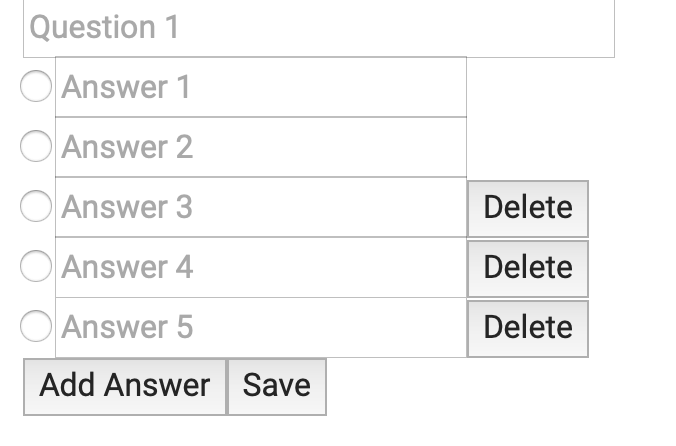 Question 1
Answer 1
Answer 2
Answer 3 Delete
Answer 4 Delete
Answer 5 Delete
Add Answer Save